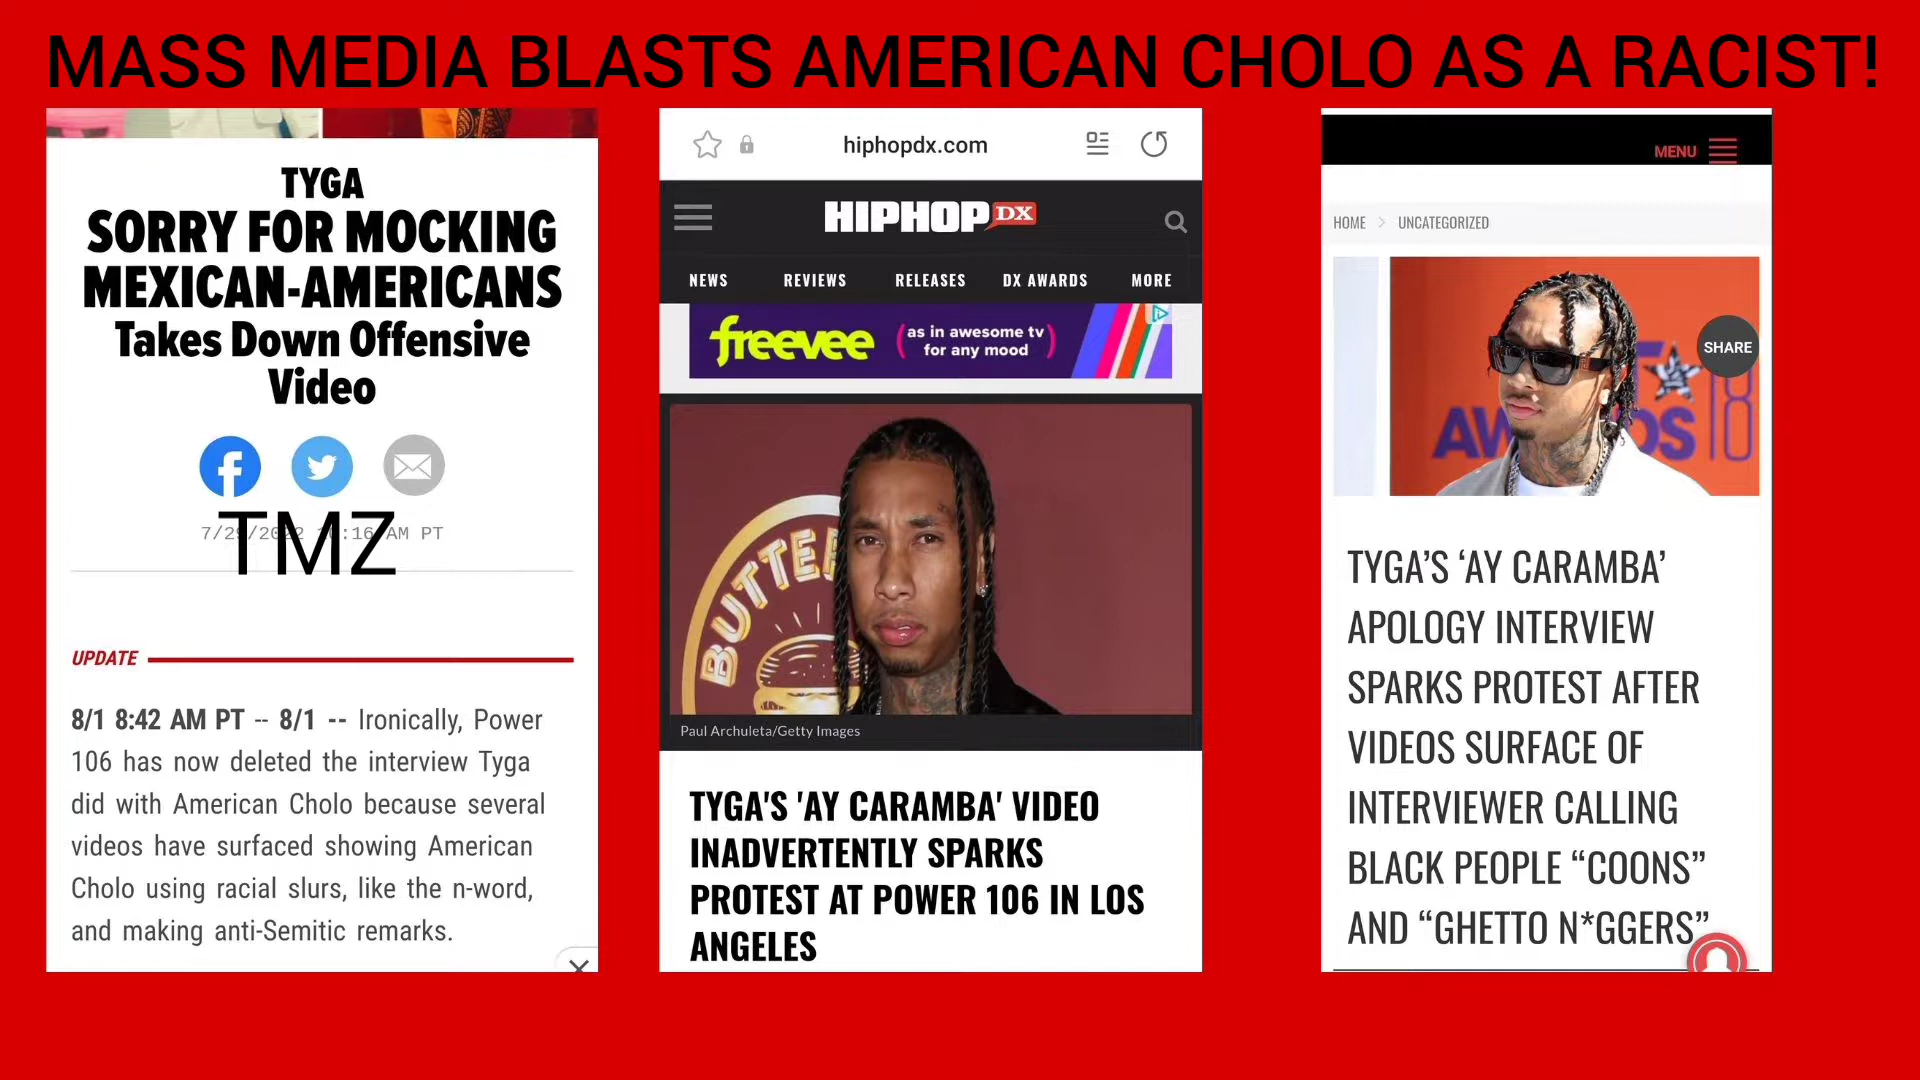 MASS MEDIA BLASTS AMERICAN CHOLO AS A RACIST!
TYGA
SORRY FOR MOCKING
MEXICAN-AMERICANS
Takes Down Offensive
Video
AM PT
TMZ
UPDATE
8/1 8:42 AM PT -- 8/1 -- Ironically, Power
106 has now deleted the interview Tyga
did with American Cholo because several
videos have surfaced showing American
Cholo using racial slurs, like the n-word,
and making anti-Semitic remarks.
hiphopdx.com
HIPHOPDX
NEWS REVIEWS RELEASES DX AWARDS MORE
freevee (as in awesome tv
for any mood)
BUTTER
Paul Archuleta/Getty Images
TYGA'S 'AY CARAMBA' VIDEO
INADVERTENTLY SPARKS
PROTEST AT POWER 106 IN LOS
ANGELES
MENU
HOME > UNCATEGORIZED
SHARE
18
TYGA’S ‘AY CARAMBA’
APOLOGY INTERVIEW
SPARKS PROTEST AFTER
VIDEOS SURFACE OF
INTERVIEWER CALLING
BLACK PEOPLE “COONS”
AND “GHETTO N*GGERS”